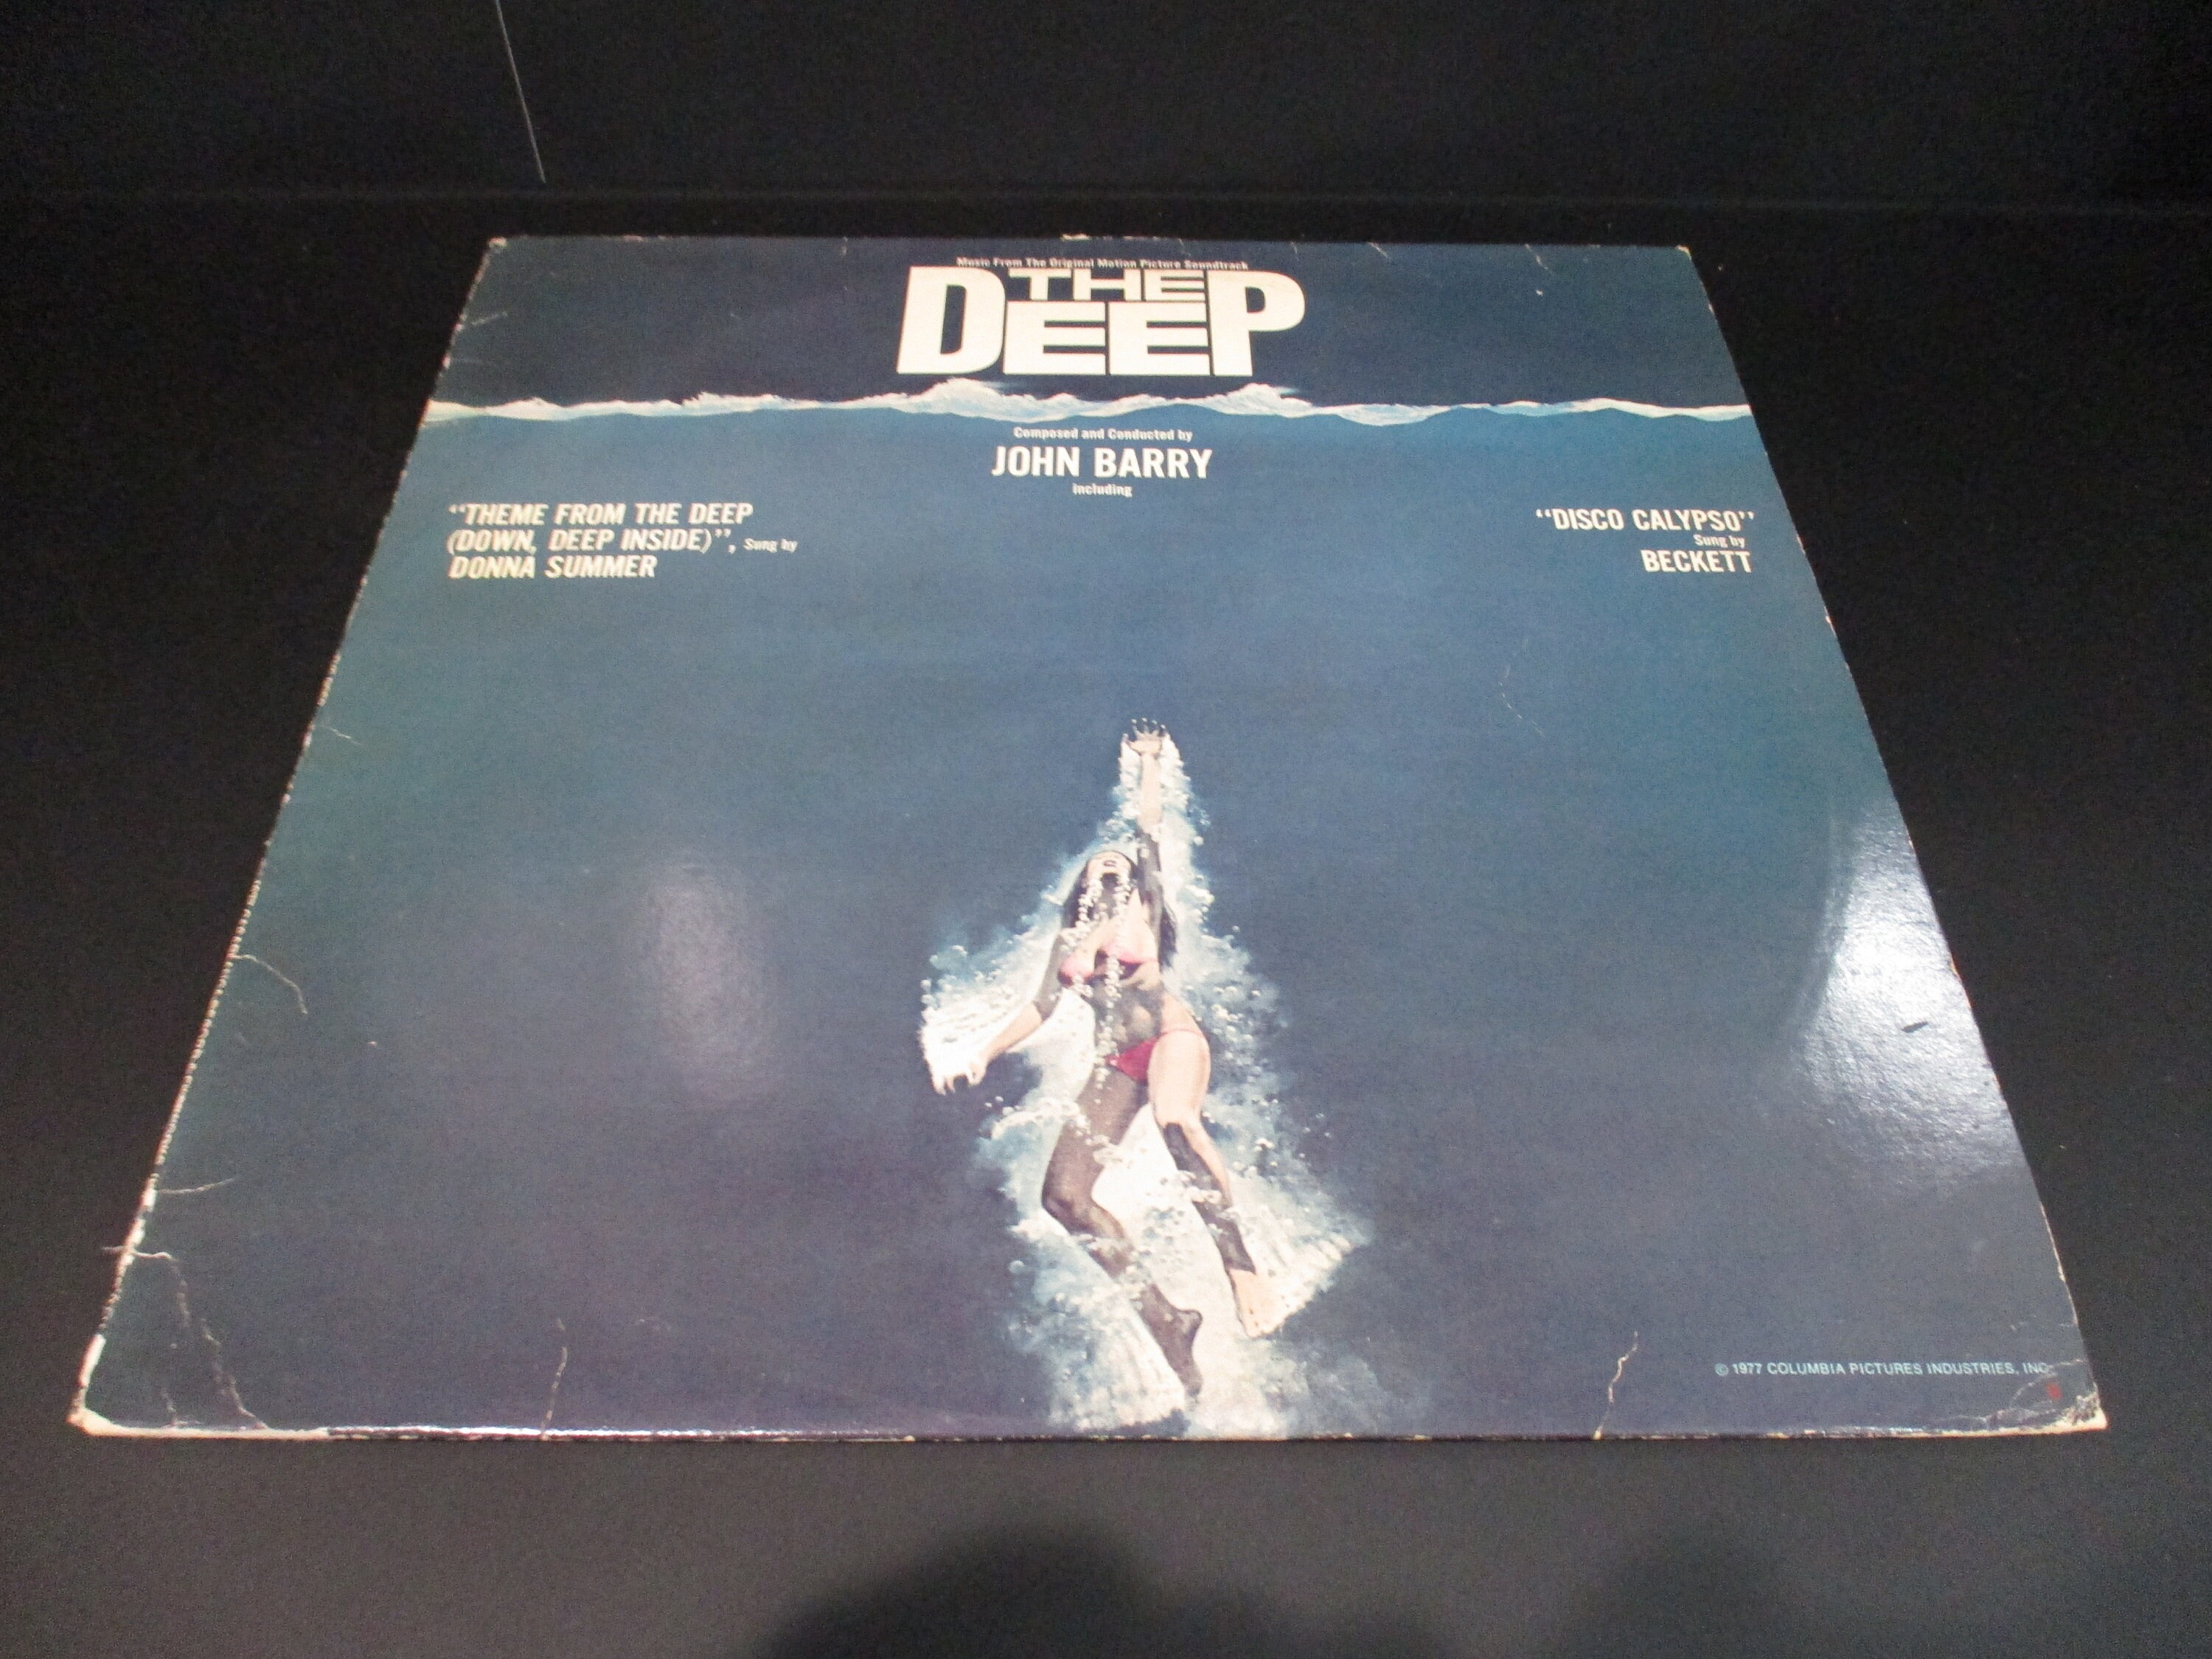 Music From The Original Motion Picture Soundtrack
THE
DEEP
Composed and Conducted by
JOHN BARRY
including
“THEME FROM THE DEEP
(DOWN, DEEP INSIDE)”, Sung by
DONNA SUMMER
“DISCO CALYPSO”
Sung by
BECKETT
© 1977 COLUMBIA PICTURES INDUSTRIES, INC.